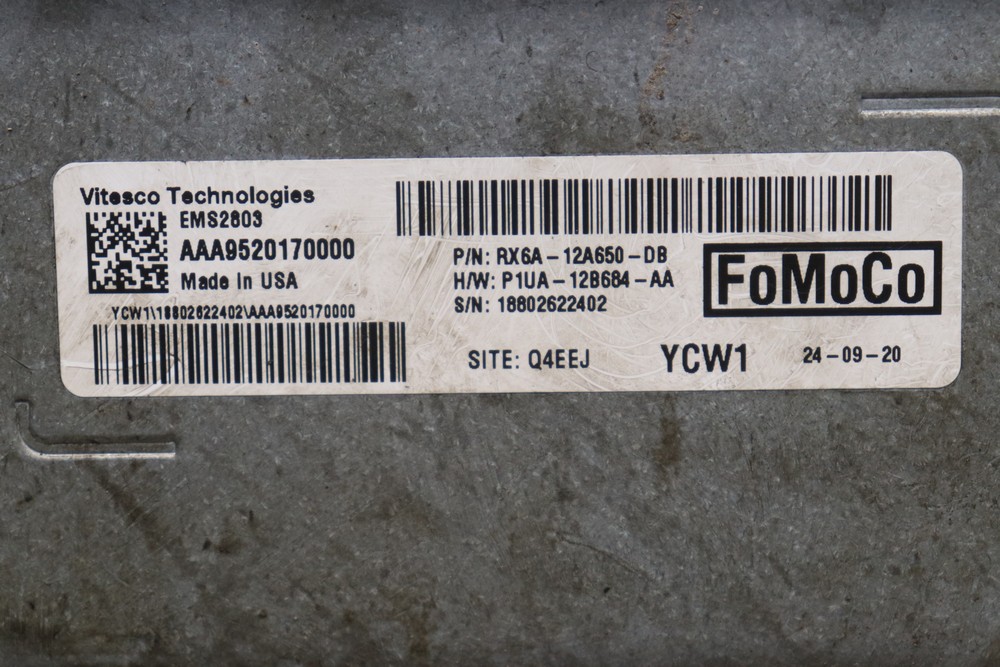 Vitesco Technologies
EMS2803
AAA9520170000
Made In USA
YCW1\18802622402\AAA9520170000
P/N: RX6A-12A650-DB
H/W: P1UA-12B684-AA
S/N: 18802622402
FoMoCo
SITE: Q4EEJ YCW1 24-09-20